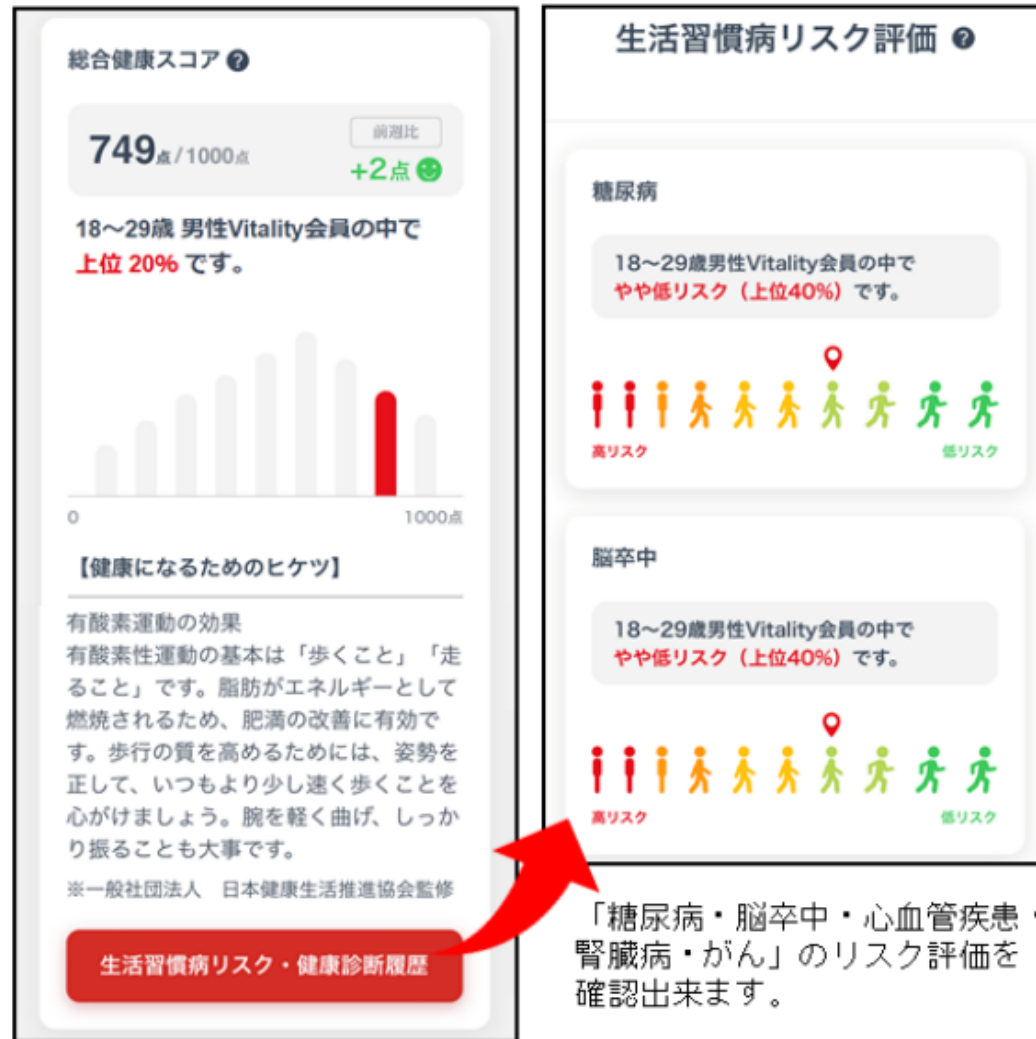 総合健康スコア ?
749点/1000点
前週比
+2点
18～29歳 男性Vitality会員の中で
上位 20% です。
0
1000点
【健康になるためのヒケツ】
有酸素運動の効果
有酸素性運動の基本は「歩くこと」「走
ること」です。脂肪がエネルギーとして
燃焼されるため、肥満の改善に有効で
す。歩行の質を高めるためには、姿勢を
正して、いつもより少し速く歩くことを
心がけましょう。腕を軽く曲げ、しっか
り振ることも大事です。
※一般社団法人　日本健康生活推進協会監修
生活習慣病リスク・健康診断履歴
生活習慣病リスク評価 ?
糖尿病
18～29歳男性Vitality会員の中で
やや低リスク（上位40%）です。
高リスク
低リスク
脳卒中
18～29歳男性Vitality会員の中で
やや低リスク（上位40%）です。
高リスク
低リスク
「糖尿病・脳卒中・心血管疾患・
腎臓病・がん」のリスク評価を
確認出来ます。